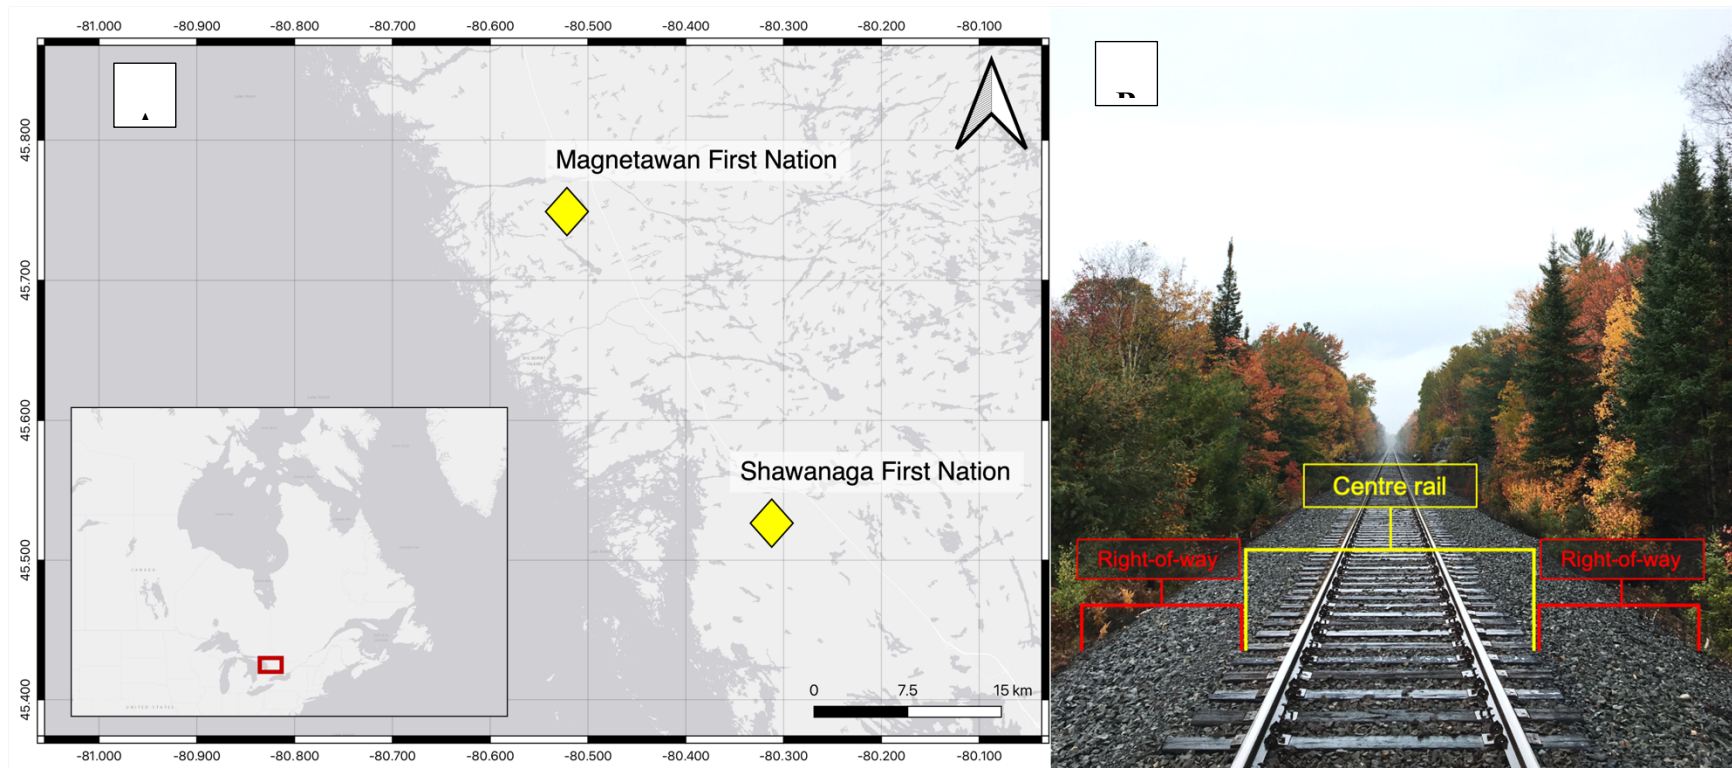 -81.000 -80.900 -80.800 -80.700 -80.600 -80.500 -80.400 -80.300 -80.200 -80.100
45.800
45.700
45.600
45.500
45.400
Magnetawan First Nation
Shawanaga First Nation
CANADA
UNITED STATES
0 7.5 15 km
-81.000 -80.900 -80.800 -80.700 -80.600 -80.500 -80.400 -80.300 -80.200 -80.100
Centre rail
Right-of-way
Right-of-way